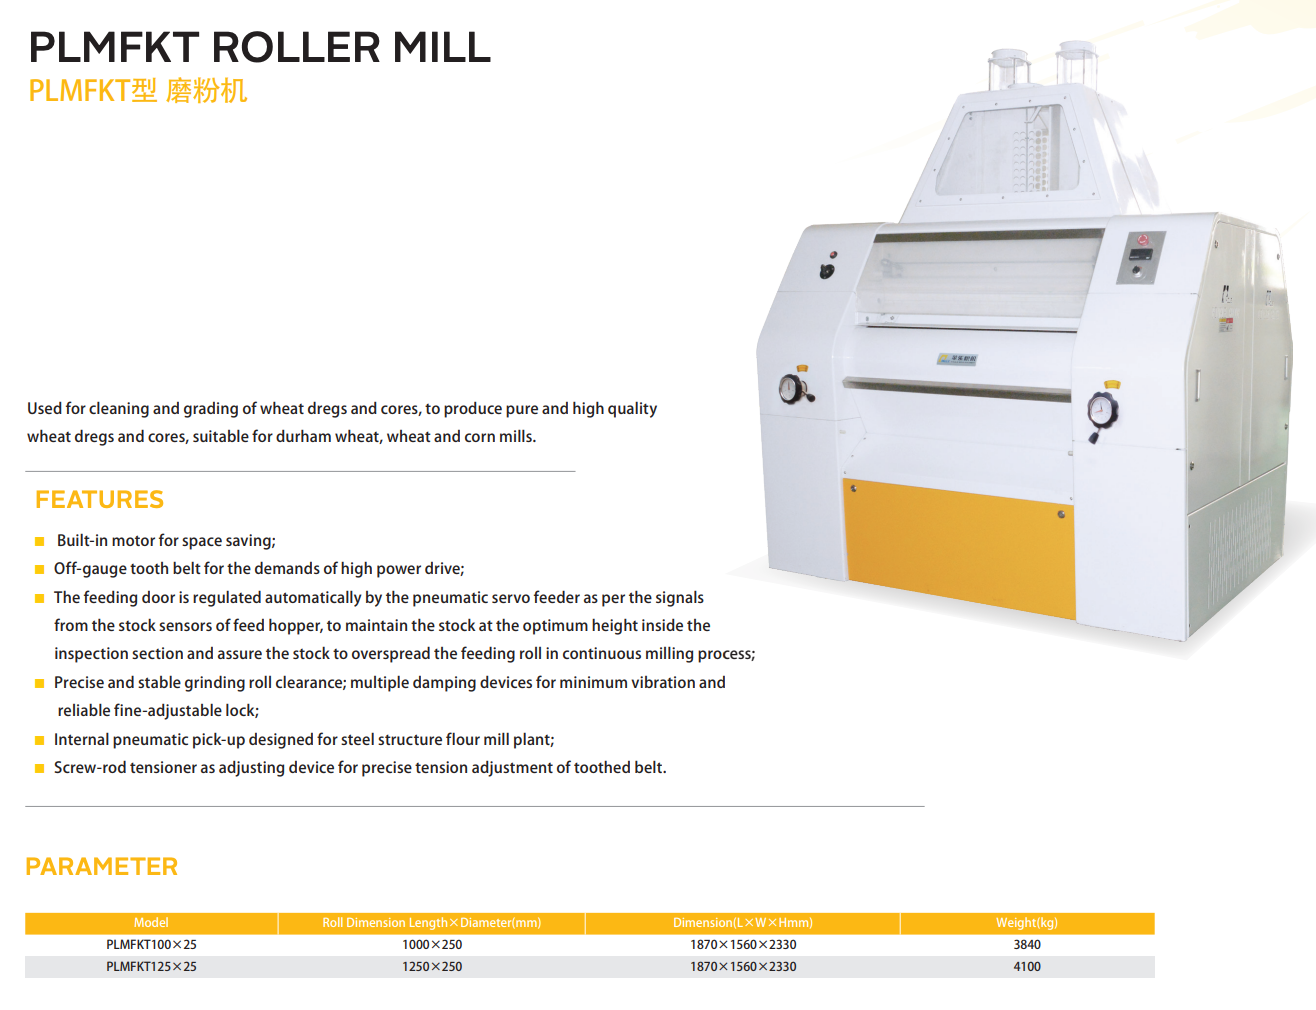 PLMFKT ROLLER MILL
PLMFKT型 磨粉机
Used for cleaning and grading of wheat dregs and cores, to produce pure and high quality
wheat dregs and cores, suitable for durham wheat, wheat and corn mills.
FEATURES
Built-in motor for space saving;
Off-gauge tooth belt for the demands of high power drive;
The feeding door is regulated automatically by the pneumatic servo feeder as per the signals
from the stock sensors of feed hopper, to maintain the stock at the optimum height inside the
inspection section and assure the stock to overspread the feeding roll in continuous milling process;
Precise and stable grinding roll clearance; multiple damping devices for minimum vibration and
reliable fine-adjustable lock;
Internal pneumatic pick-up designed for steel structure flour mill plant;
Screw-rod tensioner as adjusting device for precise tension adjustment of toothed belt.
PARAMETER
Model Roll Dimension Length×Diameter(mm) Dimension(L×W×Hmm) Weight(kg)
PLMFKT100×25 1000×250 1870×1560×2330 3840
PLMFKT125×25 1250×250 1870×1560×2330 4100